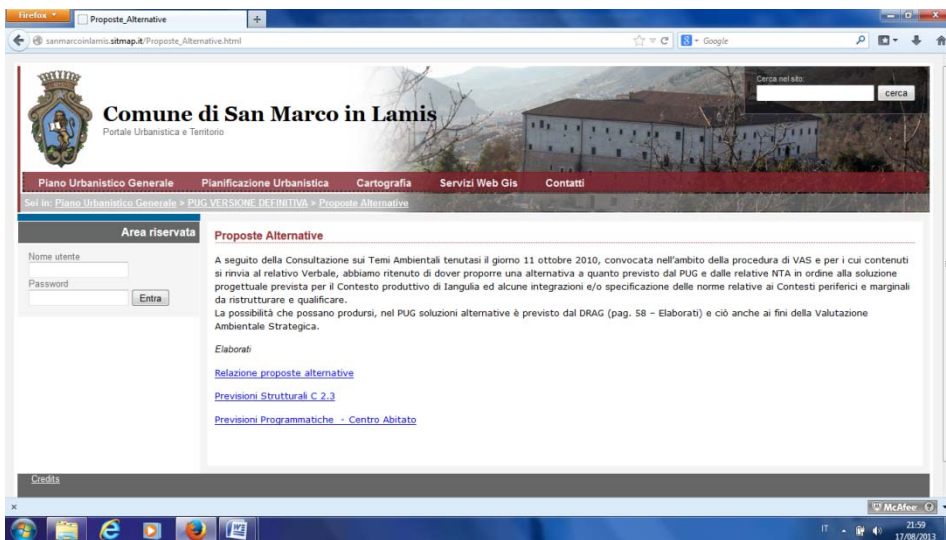 Firefox
Proposte_Alternative
sanmarcoinlamis.sitmap.it/Proposte_Alternative.html
Google
Comune di San Marco in Lamis
Portale Urbanistica e Territorio
Cerca nel sito:
cerca
Piano Urbanistico Generale Pianificazione Urbanistica Cartografia Servizi Web Gis Contatti
Sei in: Piano Urbanistico Generale > PUG VERSIONE DEFINITIVA > Proposte Alternative
Area riservata
Nome utente
Password
Entra
Proposte Alternative
A seguito della Consultazione sui Temi Ambientali tenutasi il giorno 11 ottobre 2010, convocata nell'ambito della procedura di VAS e per i cui contenuti
si rinvia al relativo Verbale, abbiamo ritenuto di dover proporre una alternativa a quanto previsto dal PUG e dalle relative NTA in ordine alla soluzione
progettuale prevista per il Contesto produttivo di Iangulia ed alcune integrazioni e/o specificazione delle norme relative ai Contesti periferici e marginali
da ristrutturare e qualificare.
La possibilità che possano prodursi, nel PUG soluzioni alternative è previsto dal DRAG (pag. 58 – Elaborati) e ciò anche ai fini della Valutazione
Ambientale Strategica.
Elaborati
Relazione proposte alternative
Previsioni Strutturali C 2.3
Previsioni Programmatiche - Centro Abitato
Credits
McAfee
IT
21:59
17/08/2013